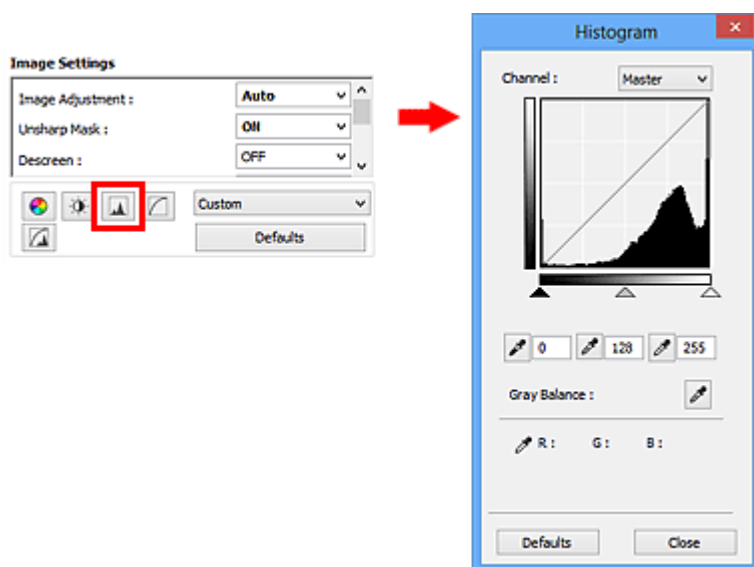 Image Settings
Image Adjustment :
Auto
Unsharp Mask :
ON
Descreen :
OFF
Custom
Defaults
Histogram
Channel :
Master
0
128
255
Gray Balance :
R :
G :
B :
Defaults
Close